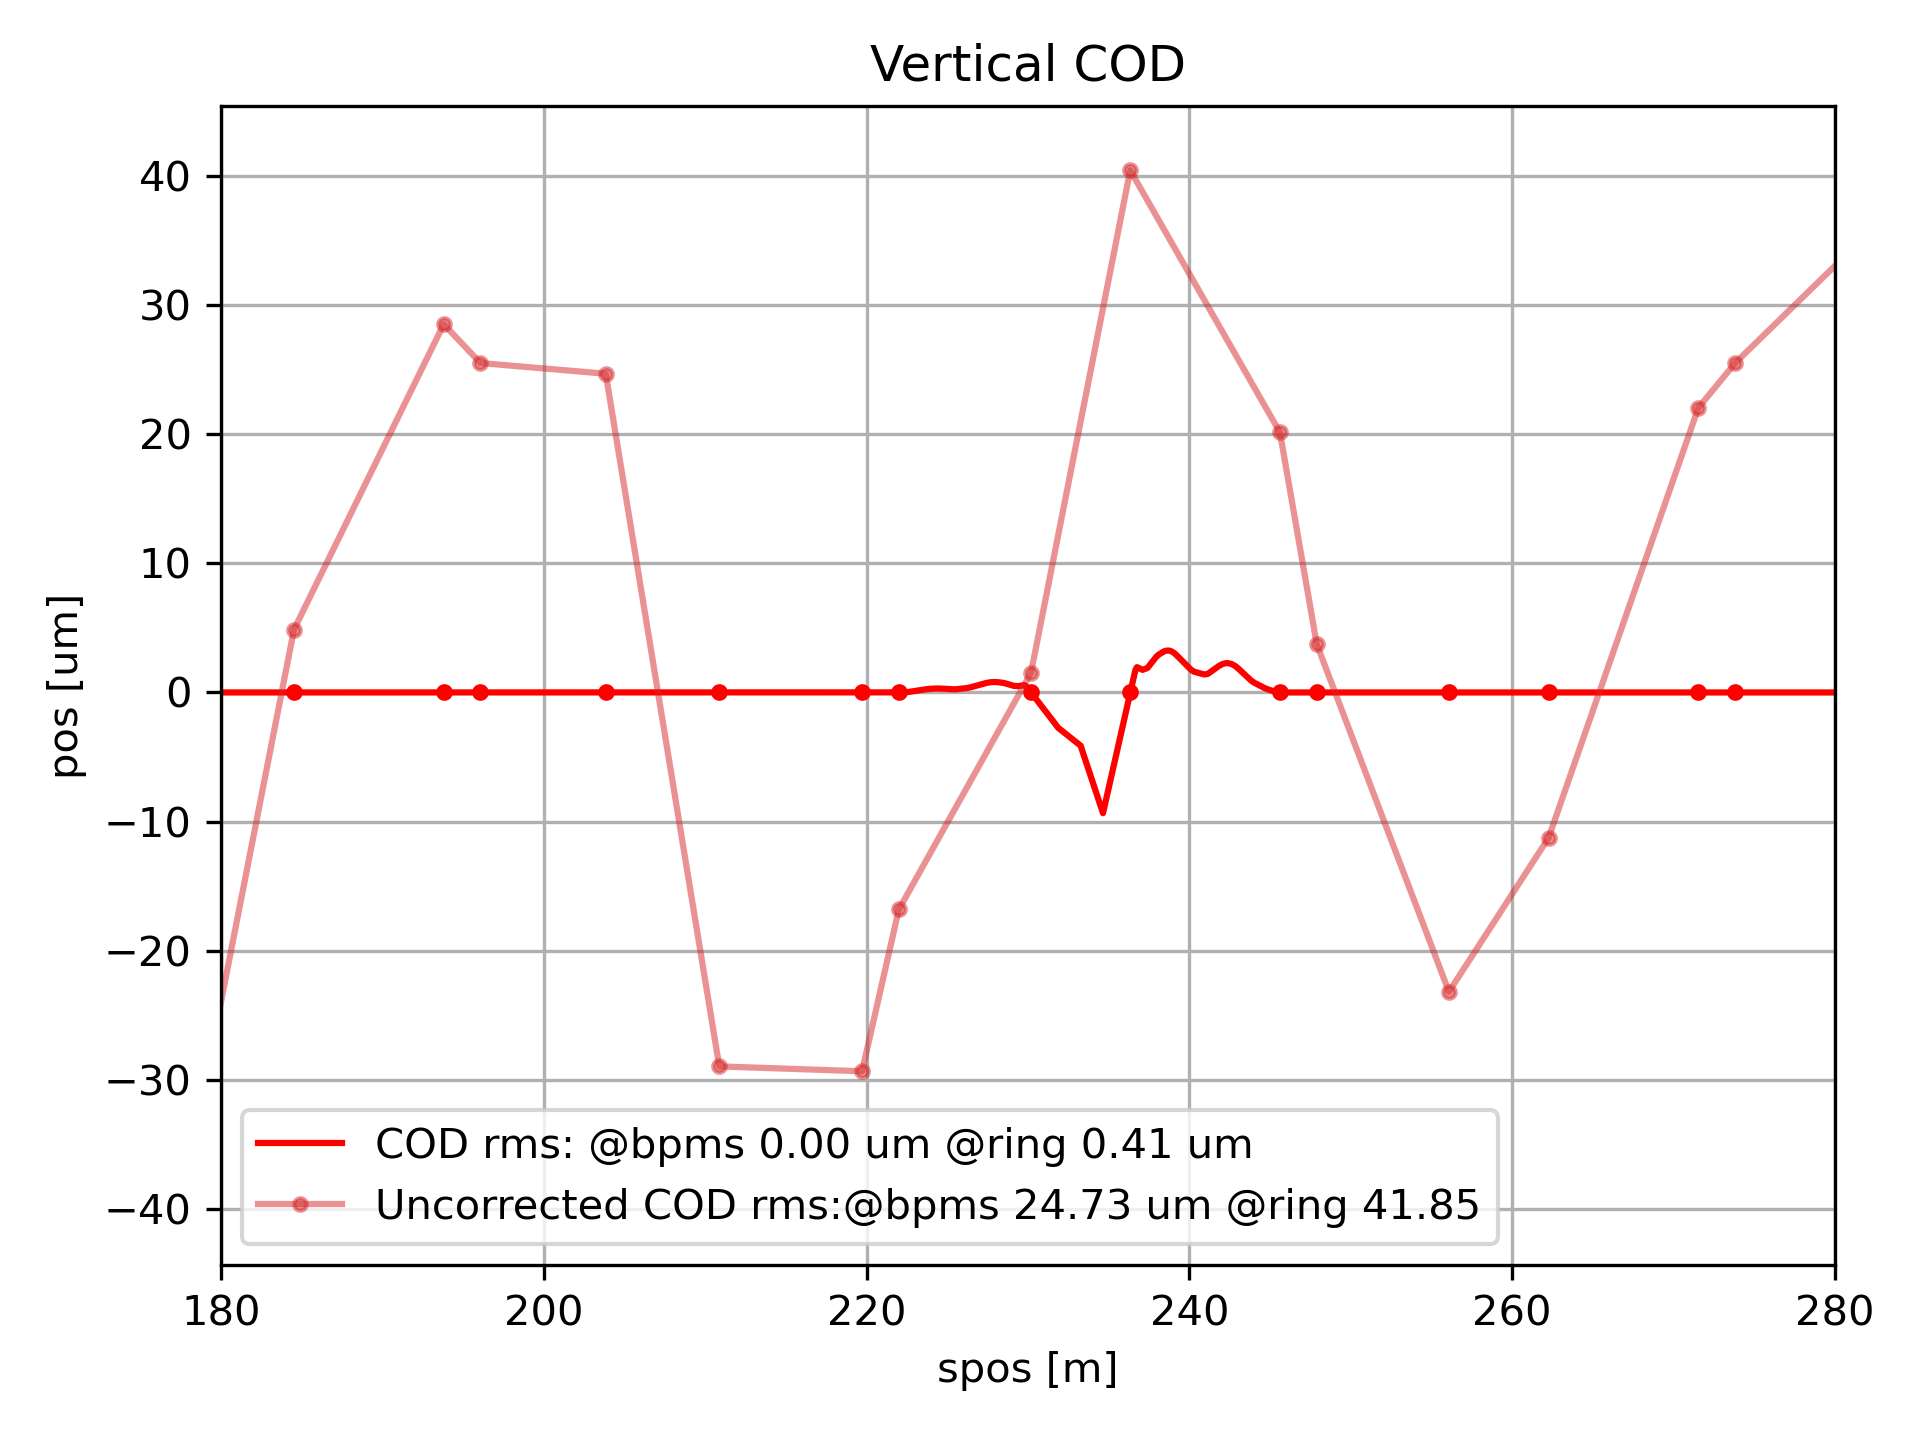 Vertical COD
pos [um]
40
30
20
10
0
−10
−20
−30
−40
COD rms: @bpms 0.00 um @ring 0.41 um
Uncorrected COD rms:@bpms 24.73 um @ring 41.85
180 200 220 240 260 280
spos [m]